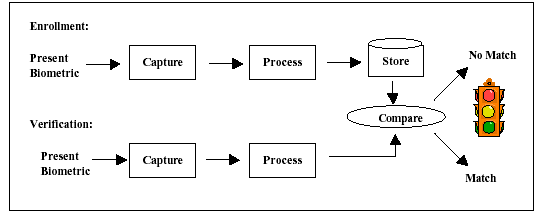 Enrollment:
Present
Biometric
Capture
Process
Store
No Match
Compare
Verification:
Present
Biometric
Capture
Process
Match